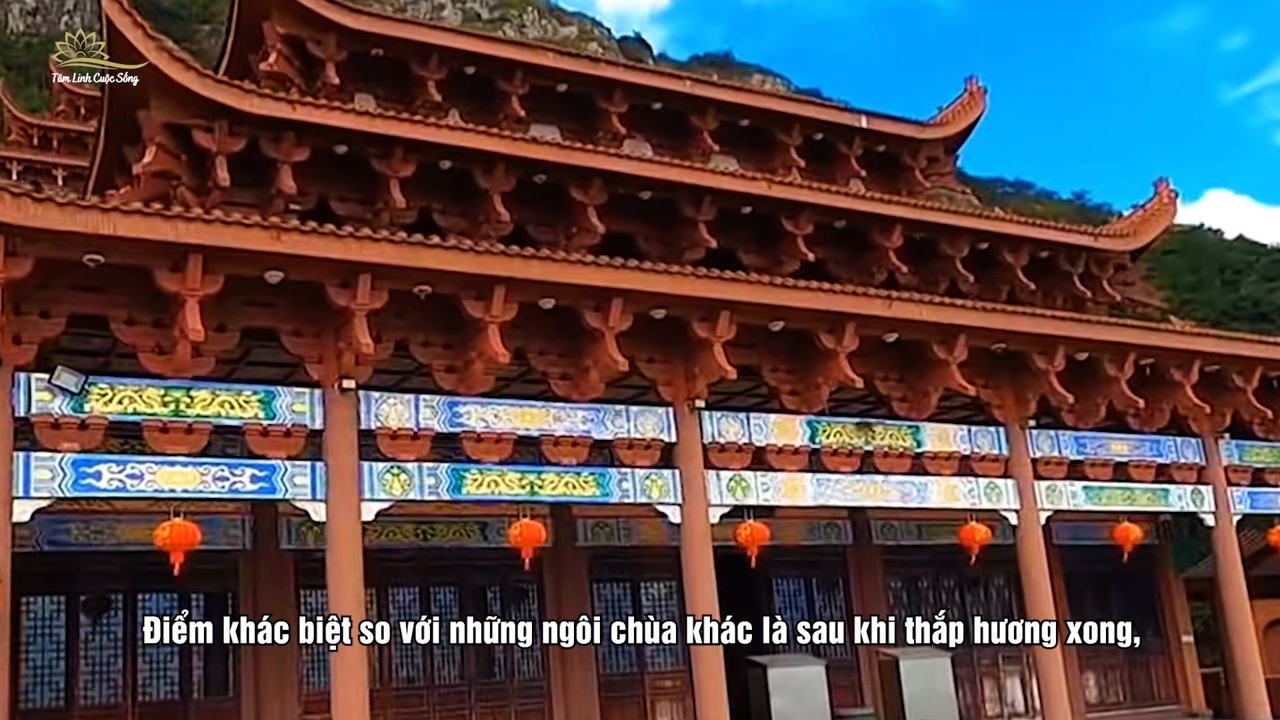 Tâm Linh Cuộc Sống
Điểm khác biệt so với những ngôi chùa khác là sau khi thắp hương xong,